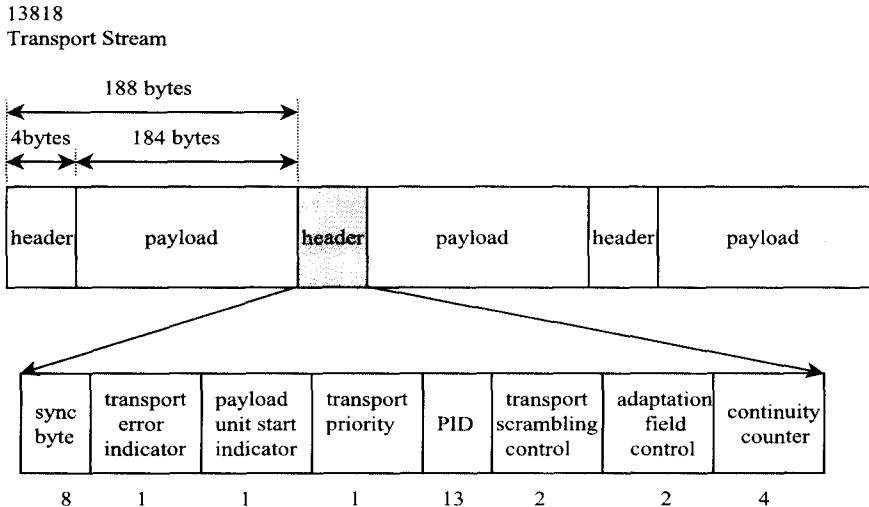 13818
Transport Stream
188 bytes
4bytes
184 bytes
header
payload
header
payload
header
payload
sync
byte
transport
error
indicator
payload
unit start
indicator
transport
priority
PID
transport
scrambling
control
adaptation
field
control
continuity
counter
8
1
1
1
13
2
2
4